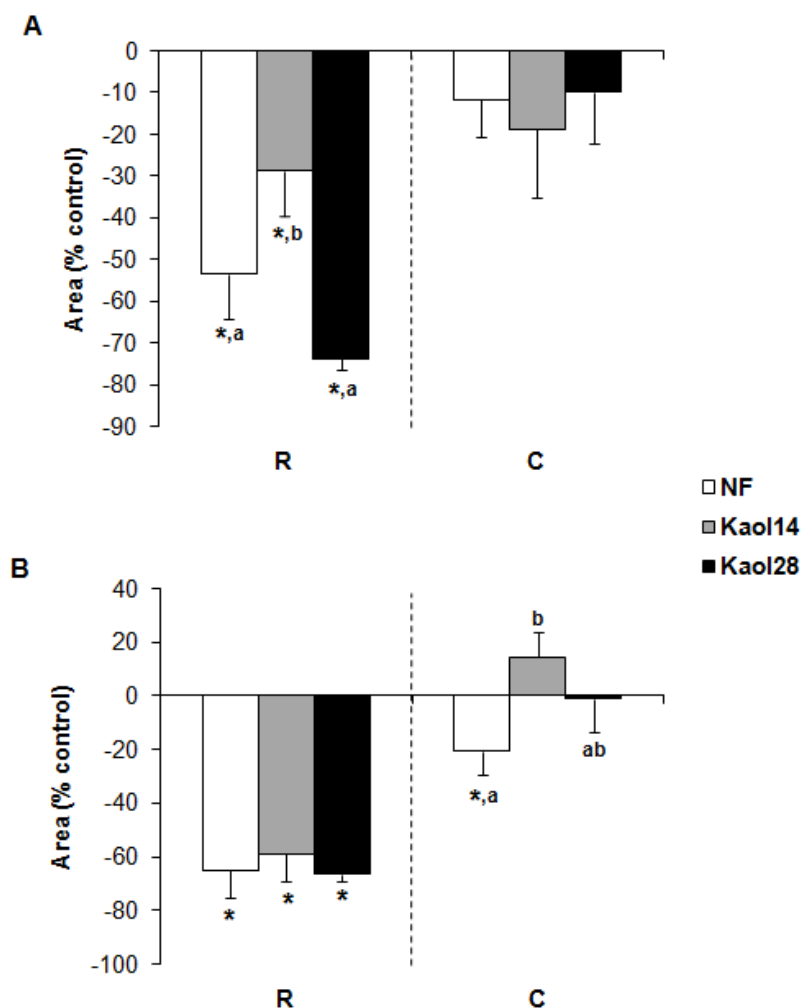 A
0
-10
-20
-30
-40
-50
-60
-70
-80
-90
Area (% control)
*,a
*,b
*,a
R C
NF
Kaol14
Kaol28
B
40
20
0
-20
-40
-60
-80
-100
Area (% control)
* * *
*,a
b
ab
R C